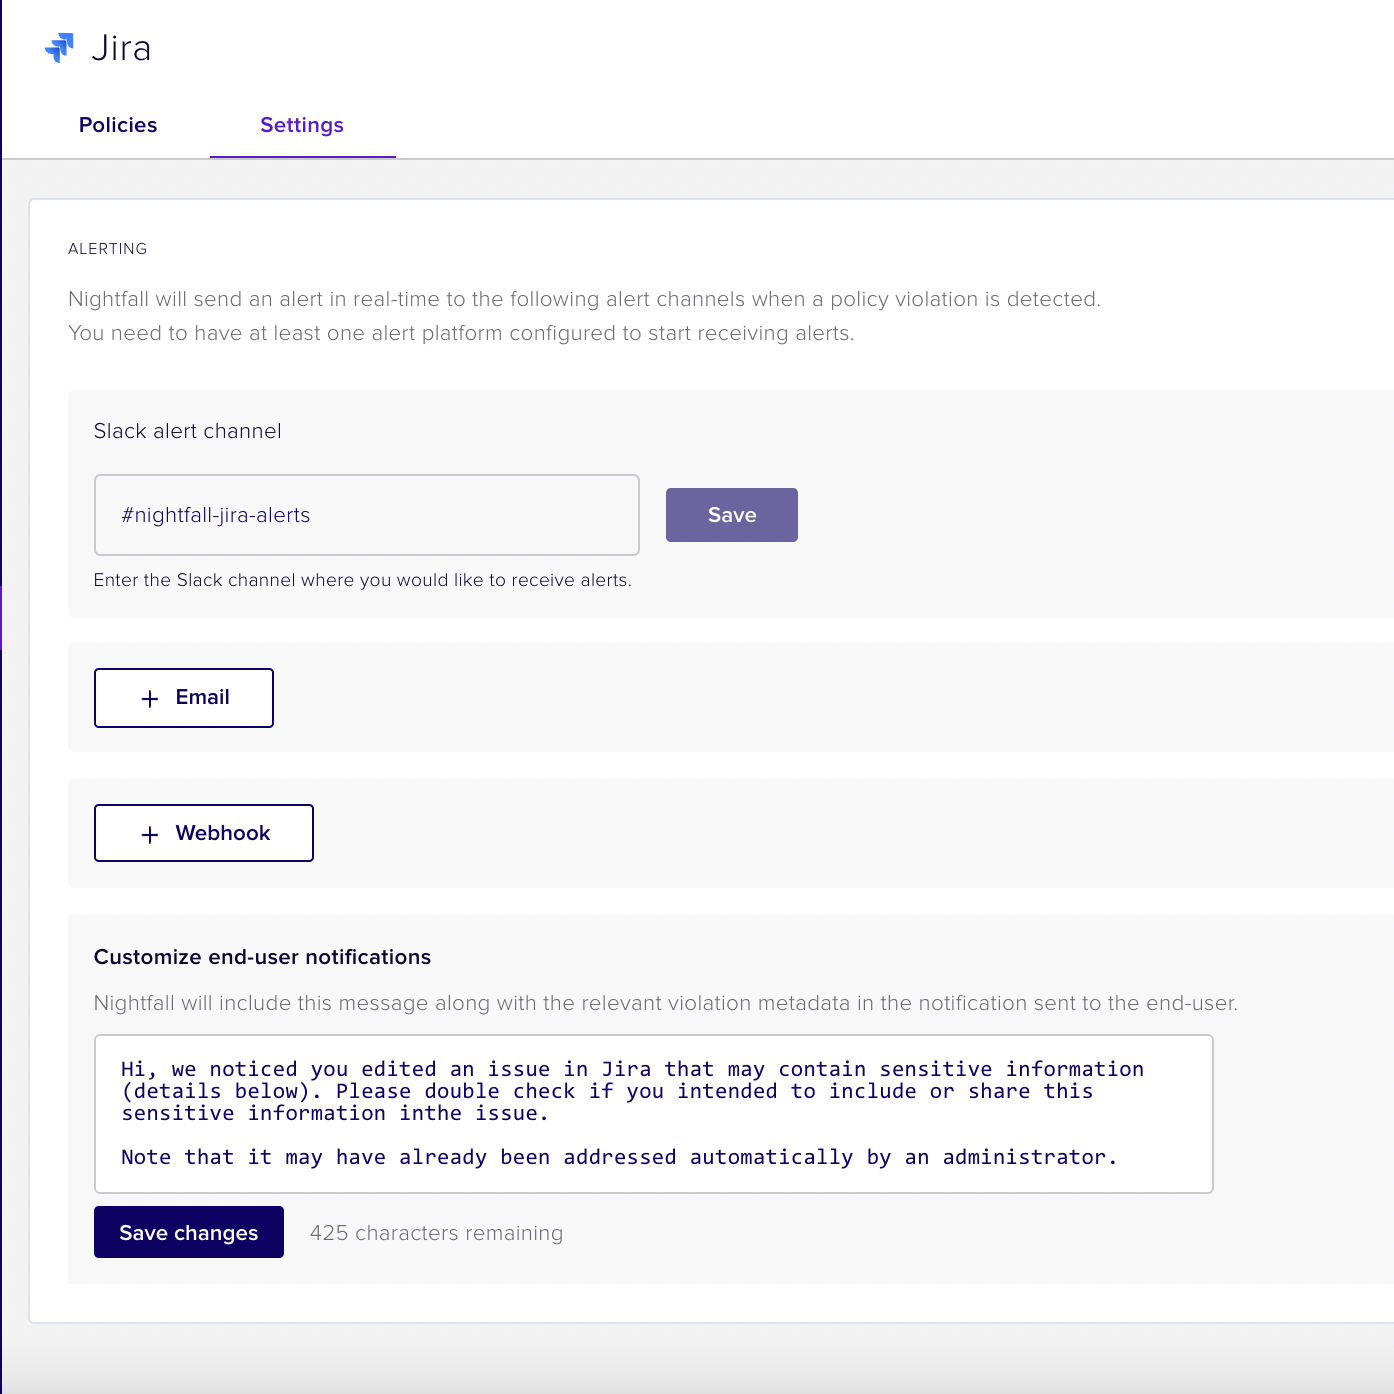 Jira
Policies
Settings
ALERTING
Nightfall will send an alert in real-time to the following alert channels when a policy violation is detected.
You need to have at least one alert platform configured to start receiving alerts.
Slack alert channel
#nightfall-jira-alerts
Save
Enter the Slack channel where you would like to receive alerts.
+ Email
+ Webhook
Customize end-user notifications
Nightfall will include this message along with the relevant violation metadata in the notification sent to the end-user.
Hi, we noticed you edited an issue in Jira that may contain sensitive information
(details below). Please double check if you intended to include or share this
sensitive information inthe issue.
Note that it may have already been addressed automatically by an administrator.
Save changes
425 characters remaining